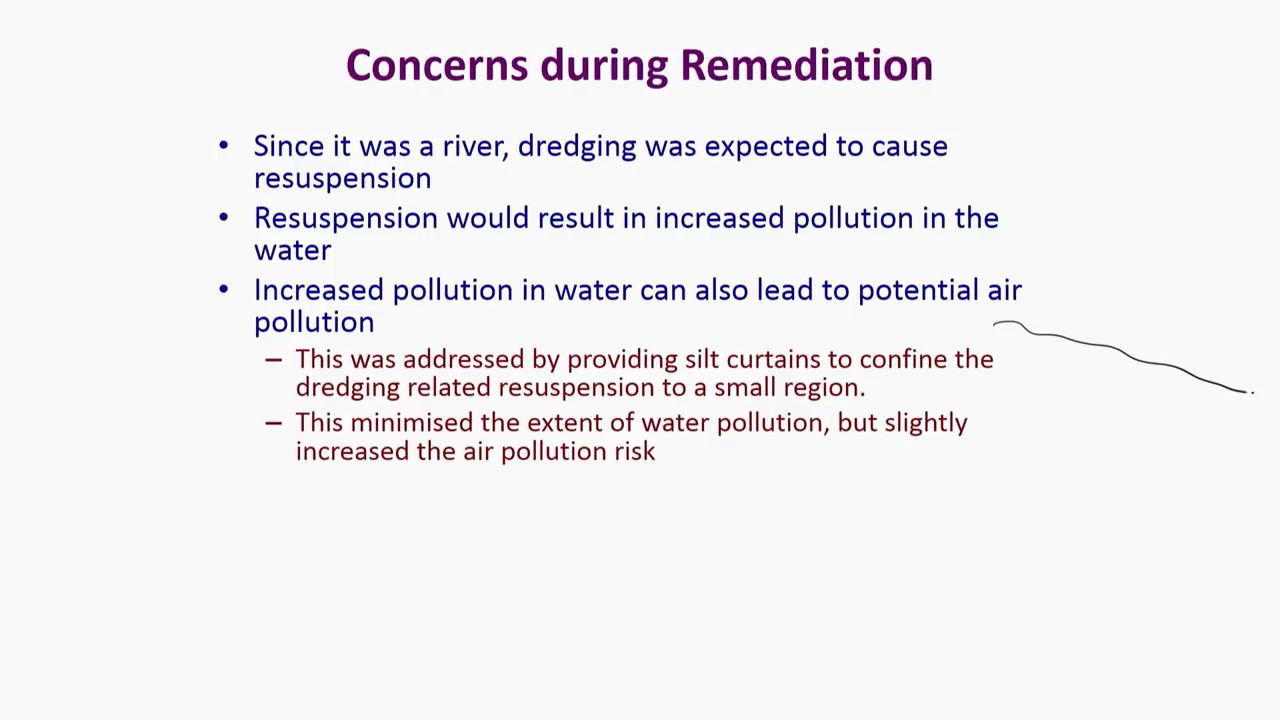 Concerns during Remediation
• Since it was a river, dredging was expected to cause
resuspension
• Resuspension would result in increased pollution in the
water
• Increased pollution in water can also lead to potential air
pollution
– This was addressed by providing silt curtains to confine the
dredging related resuspension to a small region.
– This minimised the extent of water pollution, but slightly
increased the air pollution risk